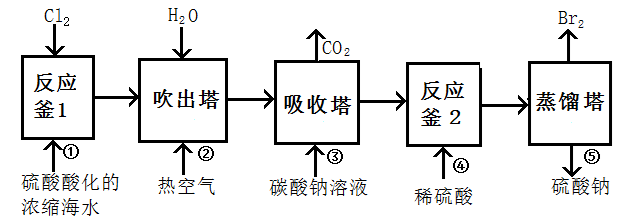 Cl₂
H₂O
CO₂
Br₂
反应
釜1
吹出塔
吸收塔
反应
釜2
蒸馏塔
①
②
③
④
⑤
硫酸酸化的
浓缩海水
热空气
碳酸钠溶液
稀硫酸
硫酸钠